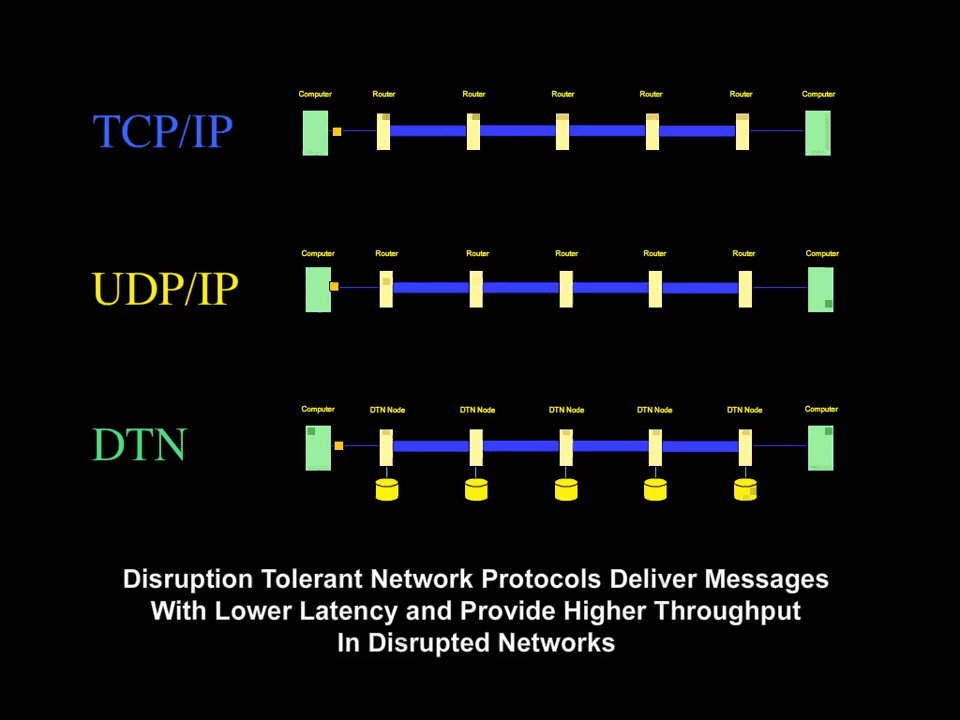 Computer Router Router Router Router Router Computer
TCP/IP
Computer Router Router Router Router Router Computer
UDP/IP
Computer DTN Node DTN Node DTN Node DTN Node DTN Node Computer
DTN
Disruption Tolerant Network Protocols Deliver Messages
With Lower Latency and Provide Higher Throughput
In Disrupted Networks